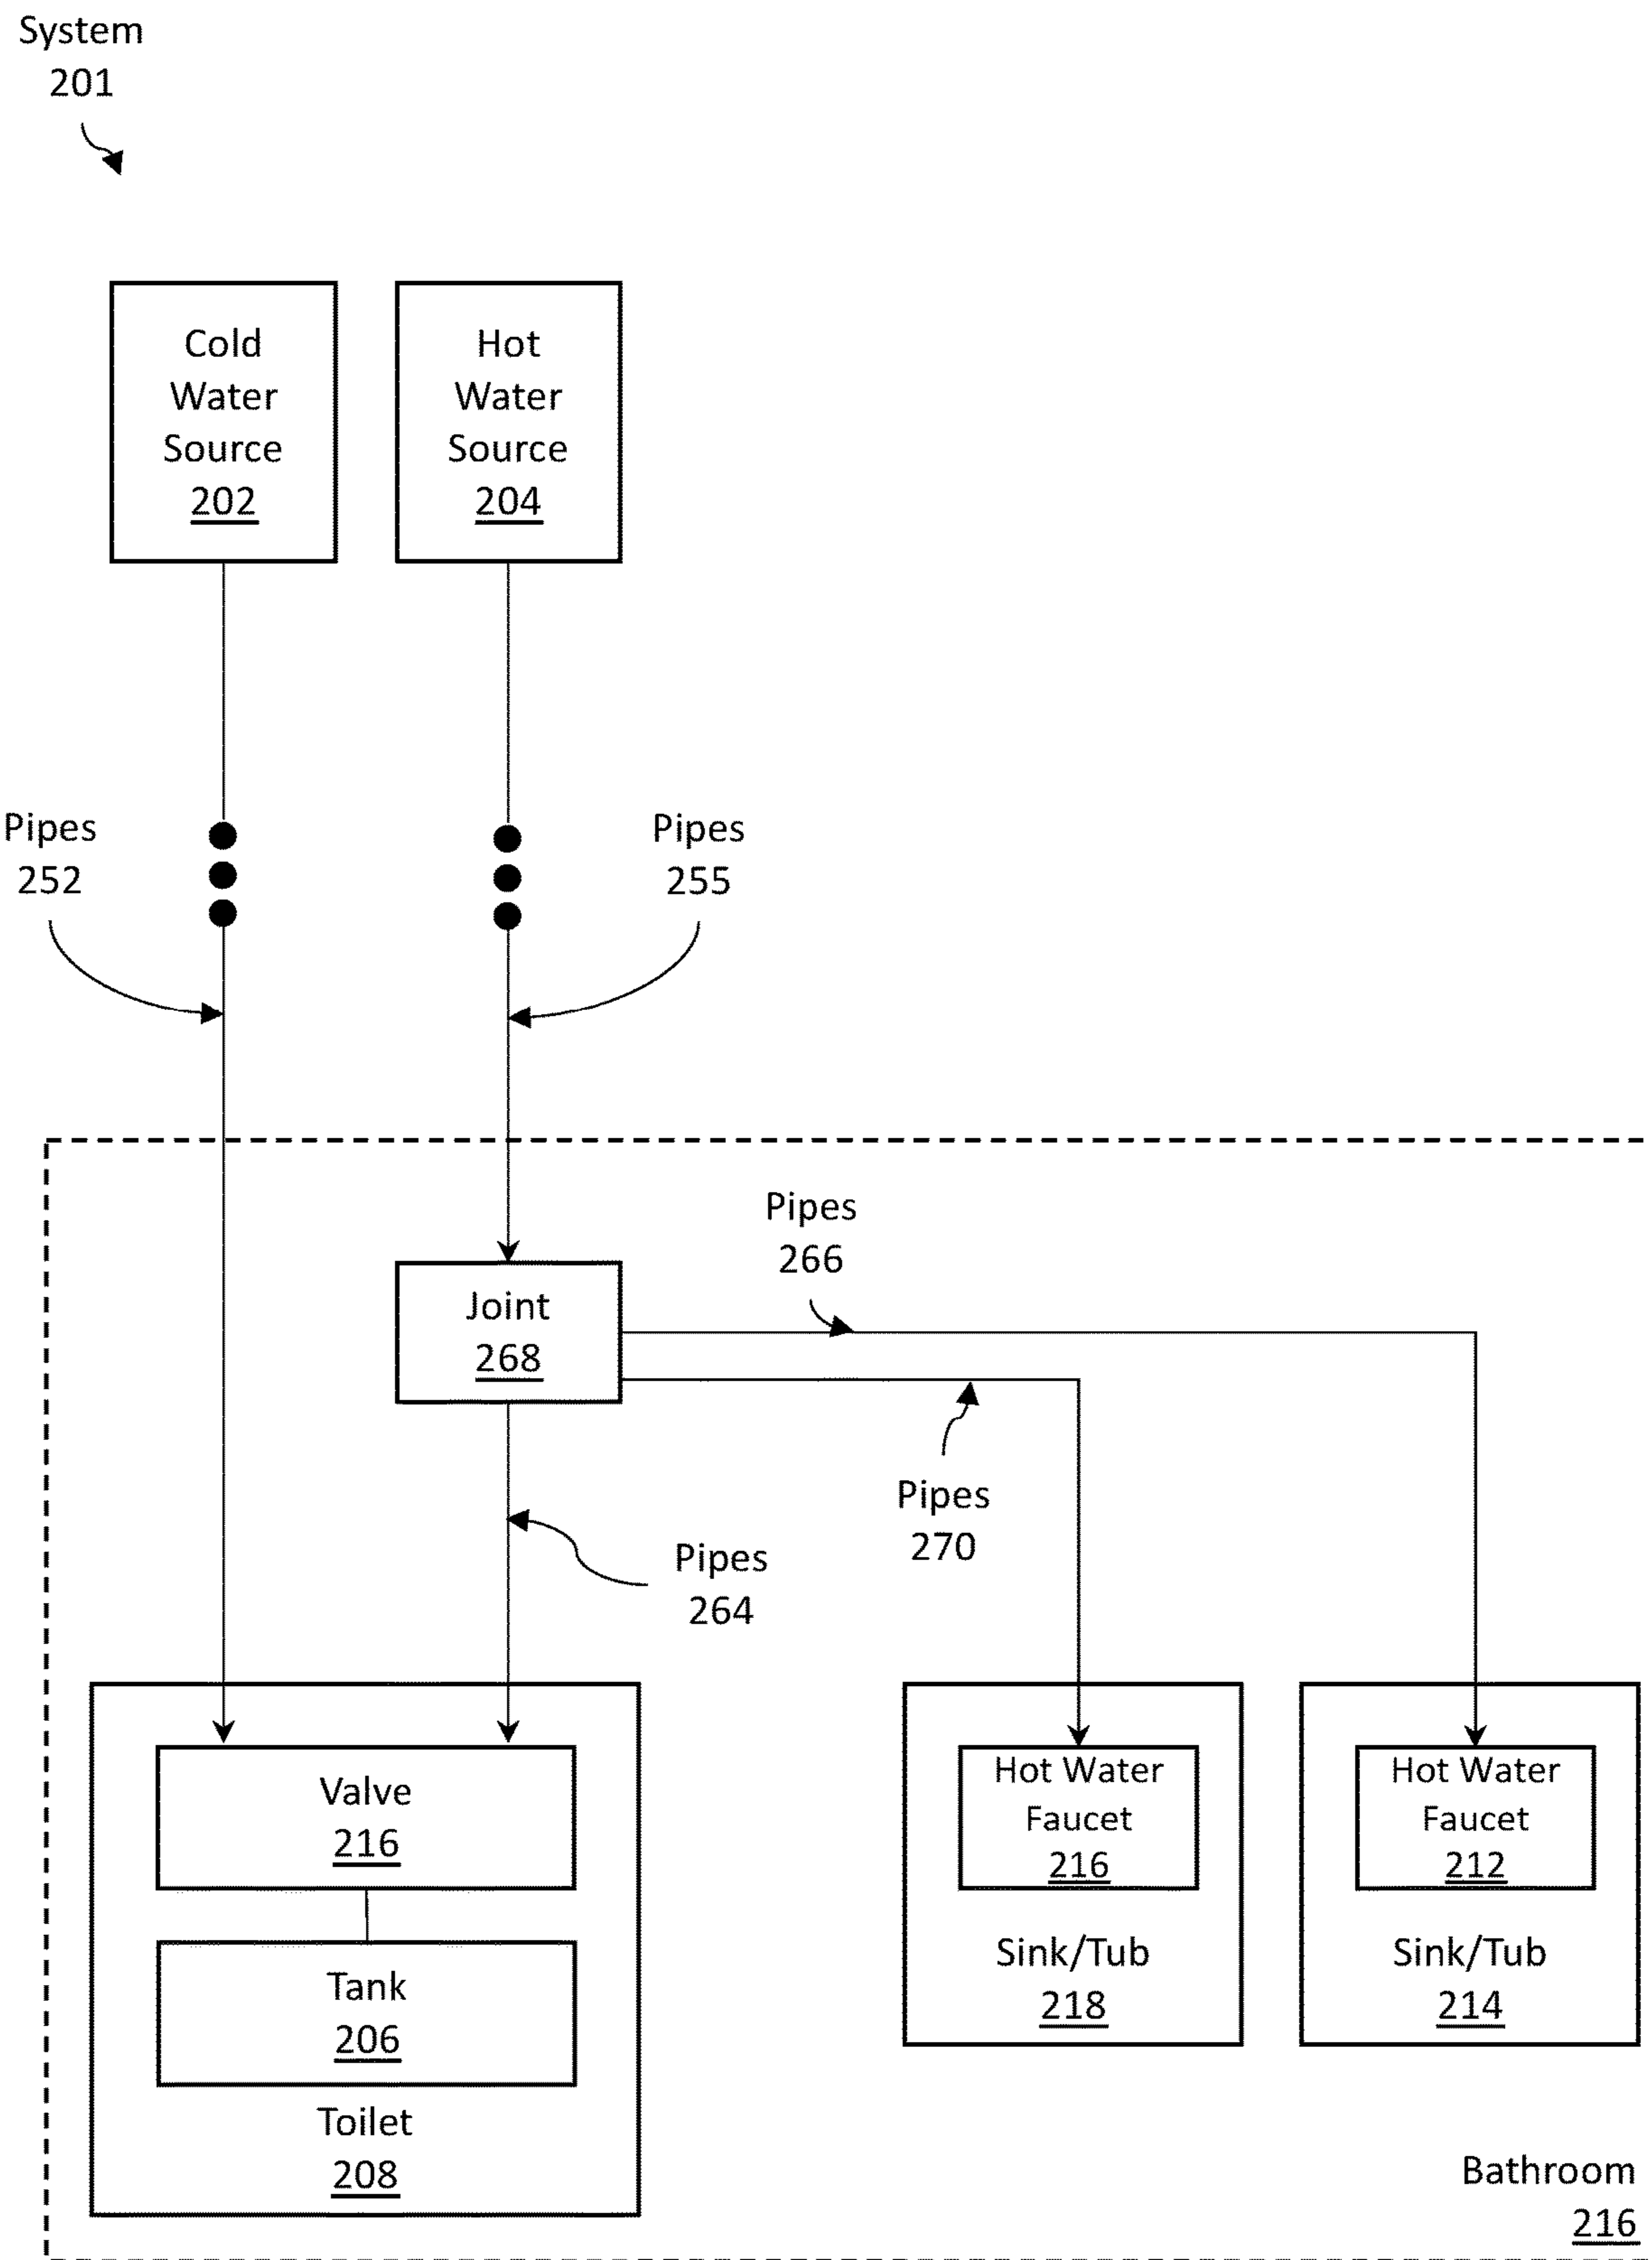 System
201
Cold
Water
Source
202
Hot
Water
Source
204
Pipes
252
Pipes
255
Pipes
266
Joint
268
Pipes
270
Pipes
264
Valve
216
Tank
206
Toilet
208
Hot Water
Faucet
216
Sink/Tub
218
Hot Water
Faucet
212
Sink/Tub
214
Bathroom
216